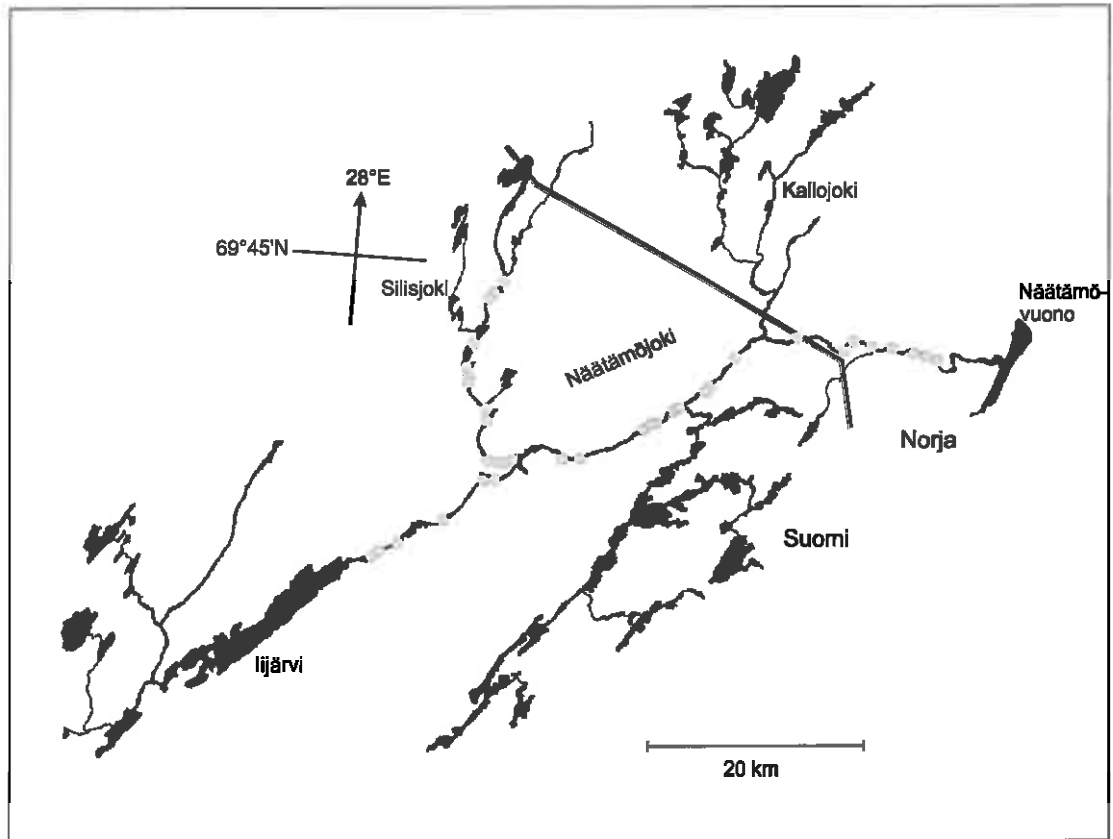 28°E
69°45'N
Silisjoki
Kallojoki
Näätämö-
vuono
Näätämöjoki
Norja
Suomi
Iijärvi
20 km